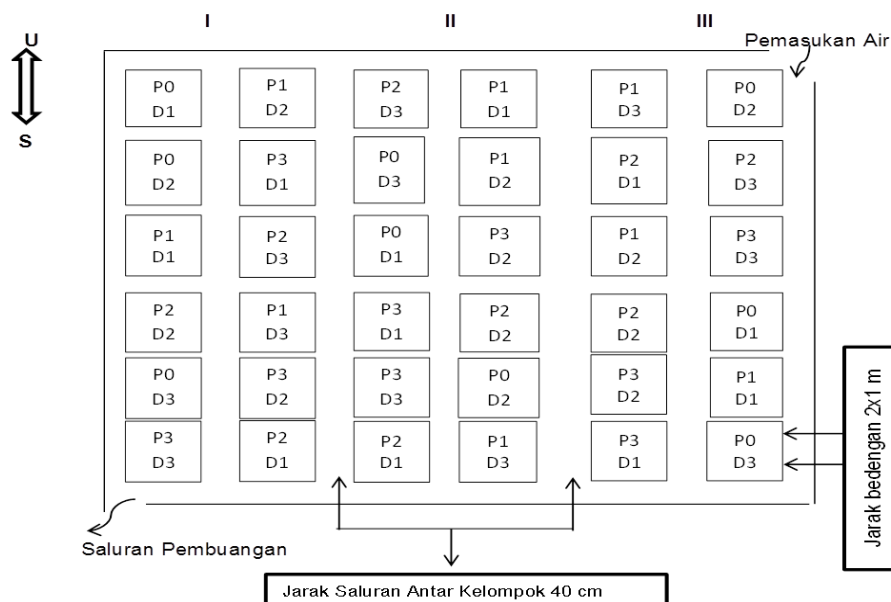 I II III
U
Pemasukan Air
P0 P1 P2 P1 P1 P0
D1 D2 D3 D1 D3 D2
S
P0 P3 P0 P1 P2 P2
D2 D1 D3 D2 D1 D3
P1 P2 P0 P3 P1 P3
D1 D3 D1 D2 D2 D3
P2 P1 P3 P2 P2 P0
D2 D3 D1 D2 D2 D1
P0 P3 P3 P0 P3 P1
D3 D2 D3 D2 D2 D1
P3 P2 P2 P1 P3 P0
D3 D1 D1 D3 D1 D3
Jarak bedengan 2x1 m
Saluran Pembuangan
Jarak Saluran Antar Kelompok 40 cm